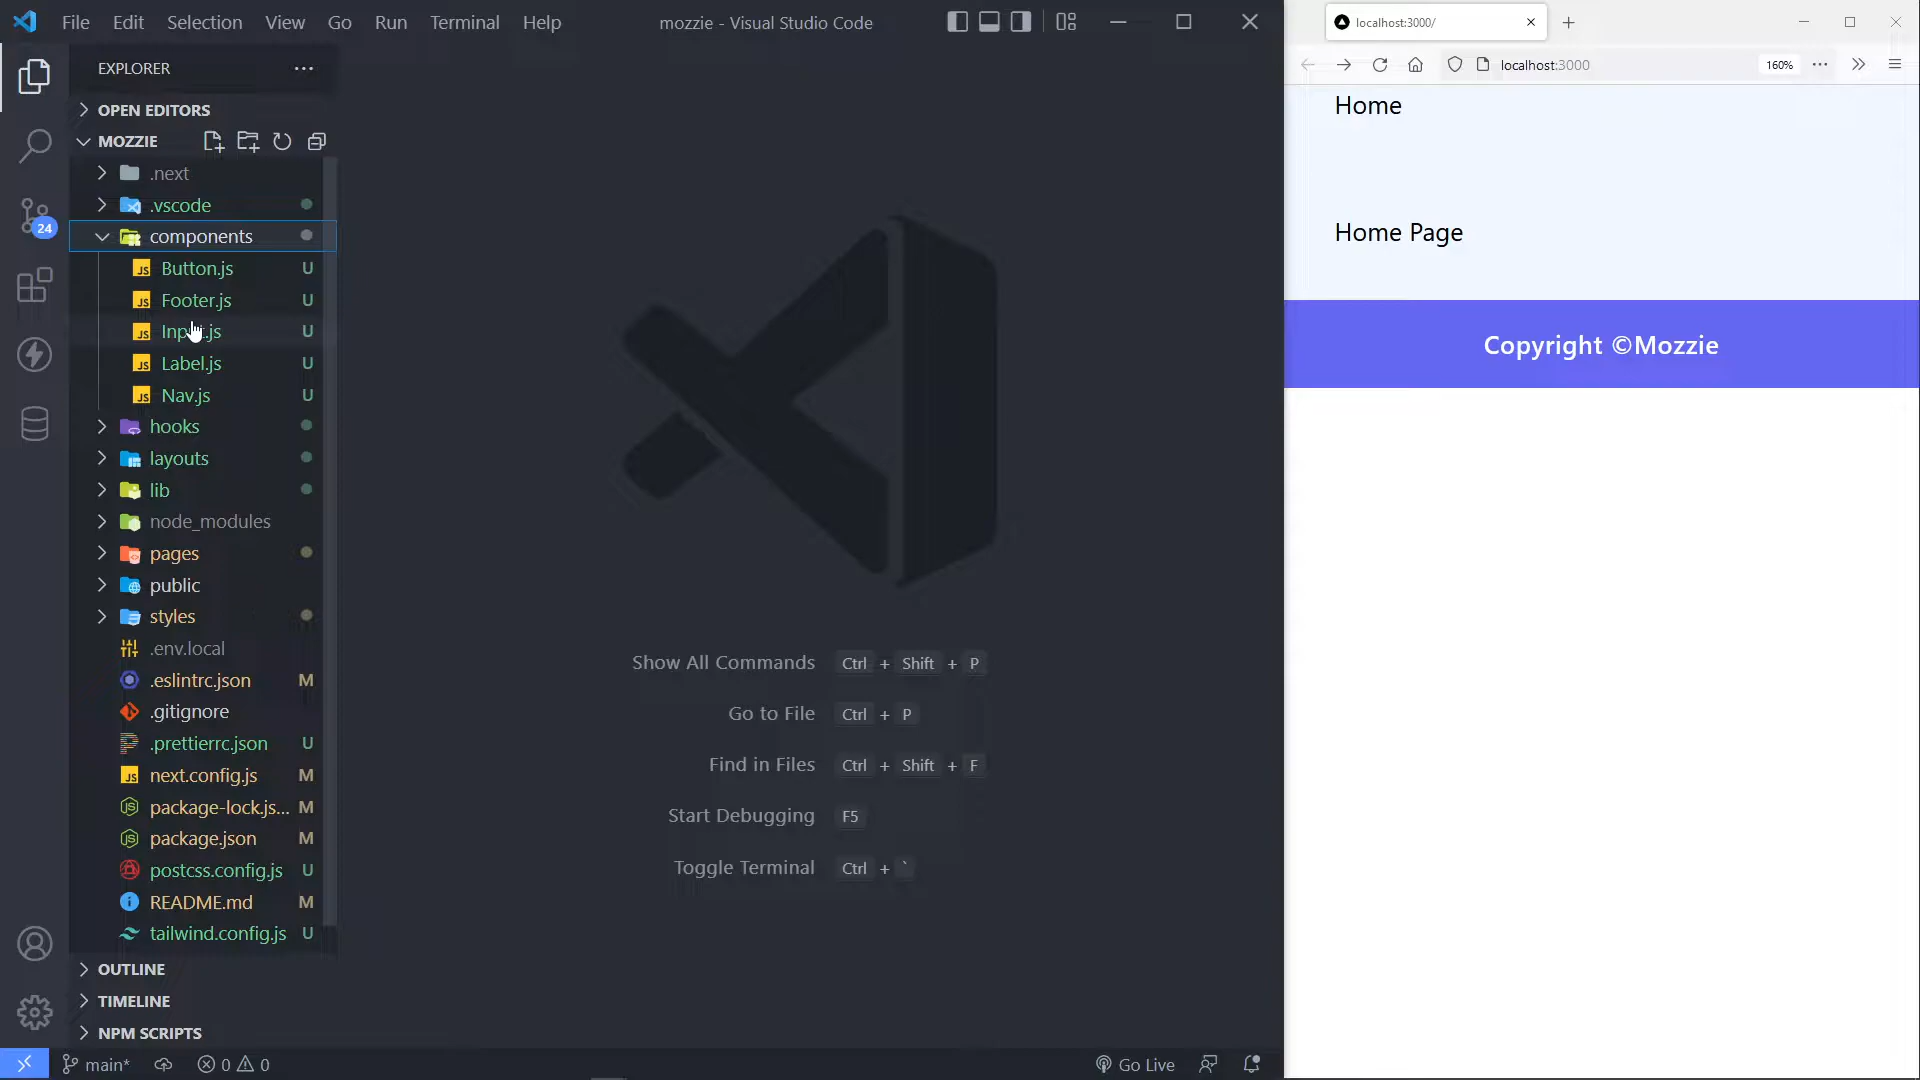 File Edit Selection View Go Run Terminal Help
mozzie - Visual Studio Code
EXPLORER
OPEN EDITORS
MOZZIE
.next
.vscode
components
Button.js U
Footer.js U
Input.js U
Label.js U
Nav.js U
hooks
layouts
lib
node_modules
pages
public
styles
.env.local
.eslintrc.json M
.gitignore
.prettierrc.json U
next.config.js M
package-lock.js... M
package.json M
postcss.config.js U
README.md M
tailwind.config.js U
OUTLINE
TIMELINE
NPM SCRIPTS
24
Show All Commands Ctrl + Shift + P
Go to File Ctrl + P
Find in Files Ctrl + Shift + F
Start Debugging F5
Toggle Terminal Ctrl + `
main* 0 0
Go Live
localhost:3000/
localhost:3000
160%
Home
Home Page
Copyright ©Mozzie